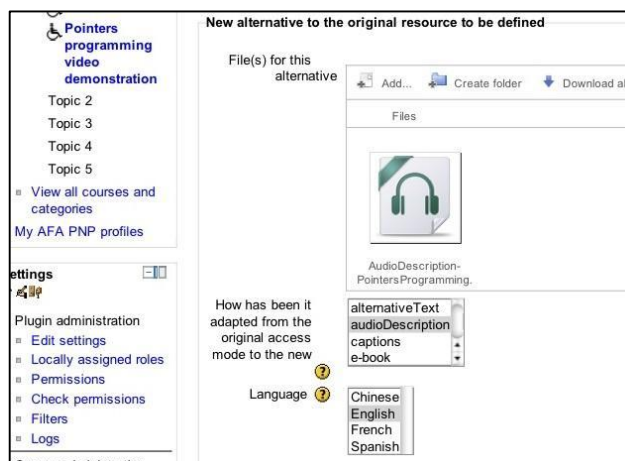 Pointers
programming
video
demonstration
Topic 2
Topic 3
Topic 4
Topic 5
View all courses and
categories
My AFA PNP profiles
ettings
Plugin administration
Edit settings
Locally assigned roles
Permissions
Check permissions
Filters
Logs
New alternative to the original resource to be defined
File(s) for this
alternative
Add... Create folder Download al
Files
AudioDescription-
PointersProgramming.
How has been it
adapted from the
original access
mode to the new
alternativeText
audioDescription
captions
e-book
Language
Chinese
English
French
Spanish